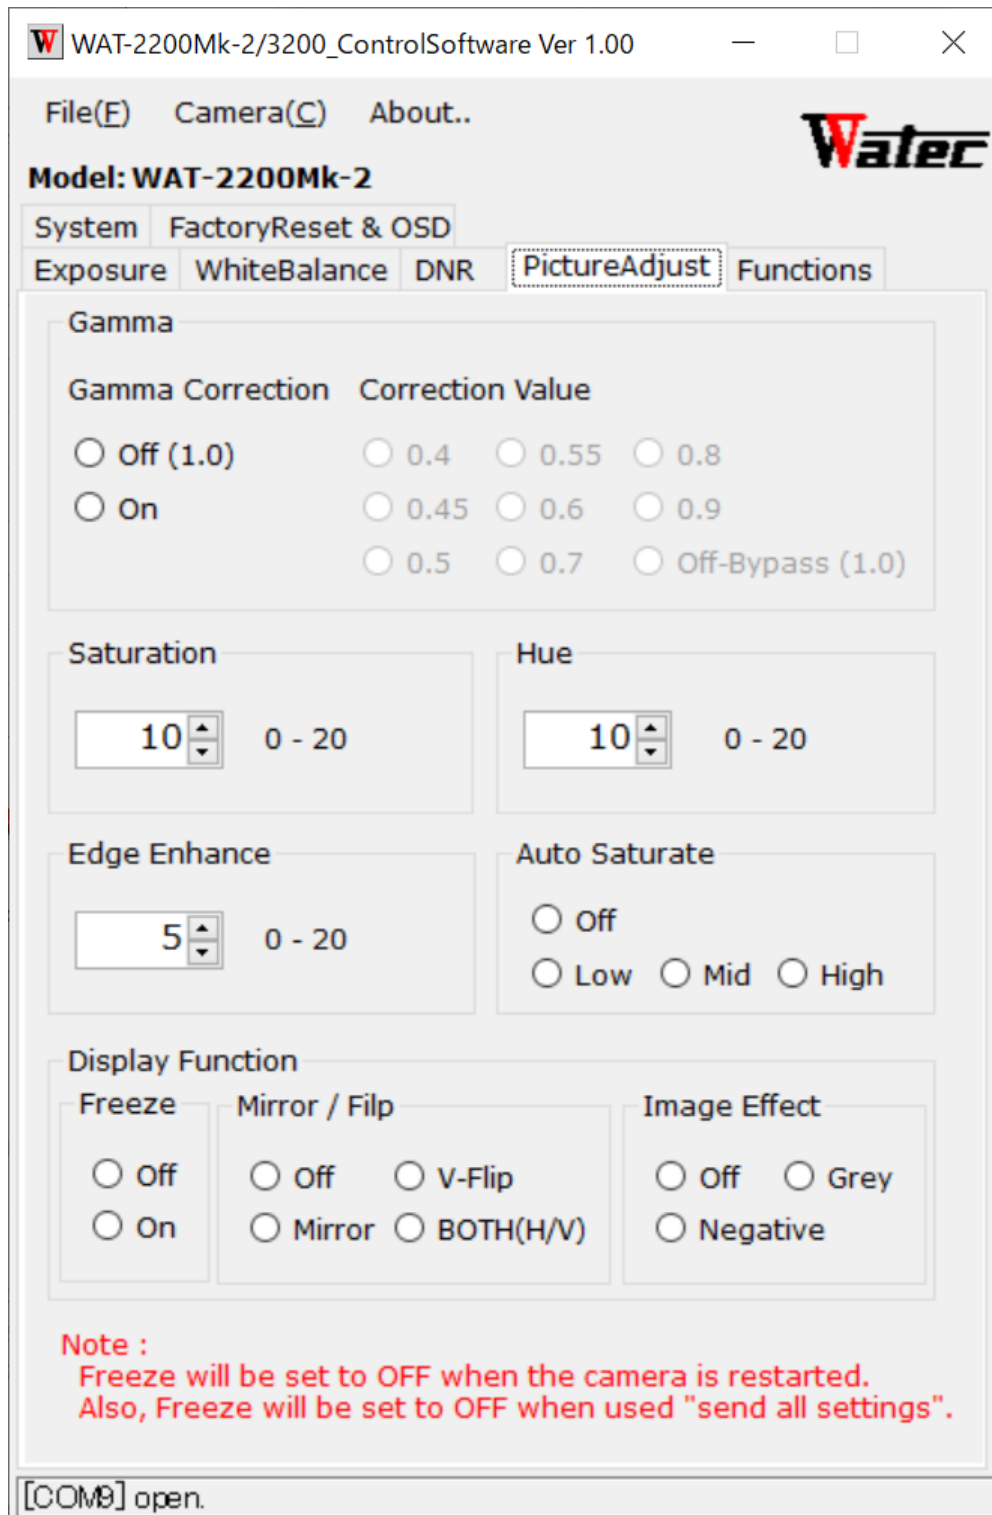 WAT-2200Mk-2/3200_ControlSoftware Ver 1.00
File(F) Camera(C) About..
Watec
Model: WAT-2200Mk-2
System FactoryReset & OSD
Exposure WhiteBalance DNR PictureAdjust Functions
Gamma
Gamma Correction Correction Value
Off (1.0) 0.4 0.55 0.8
On 0.45 0.6 0.9
0.5 0.7 Off-Bypass (1.0)
Saturation Hue
10 0 - 20 10 0 - 20
Edge Enhance Auto Saturate
5 0 - 20 Off
Low Mid High
Display Function
Freeze Mirror / Filp Image Effect
Off Off V-Flip Off Grey
On Mirror BOTH(H/V) Negative
Note :
Freeze will be set to OFF when the camera is restarted.
Also, Freeze will be set to OFF when used "send all settings".
[COM9] open.